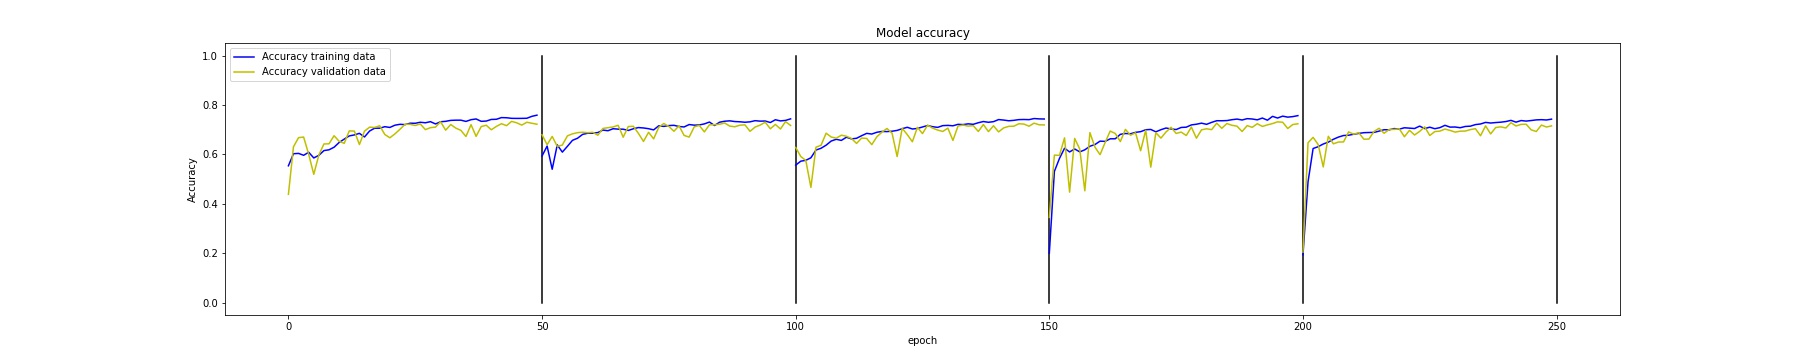 Model accuracy
Accuracy training data
Accuracy validation data
1.0
0.8
0.6
0.4
0.2
0.0
Accuracy
0 50 100 150 200 250
epoch